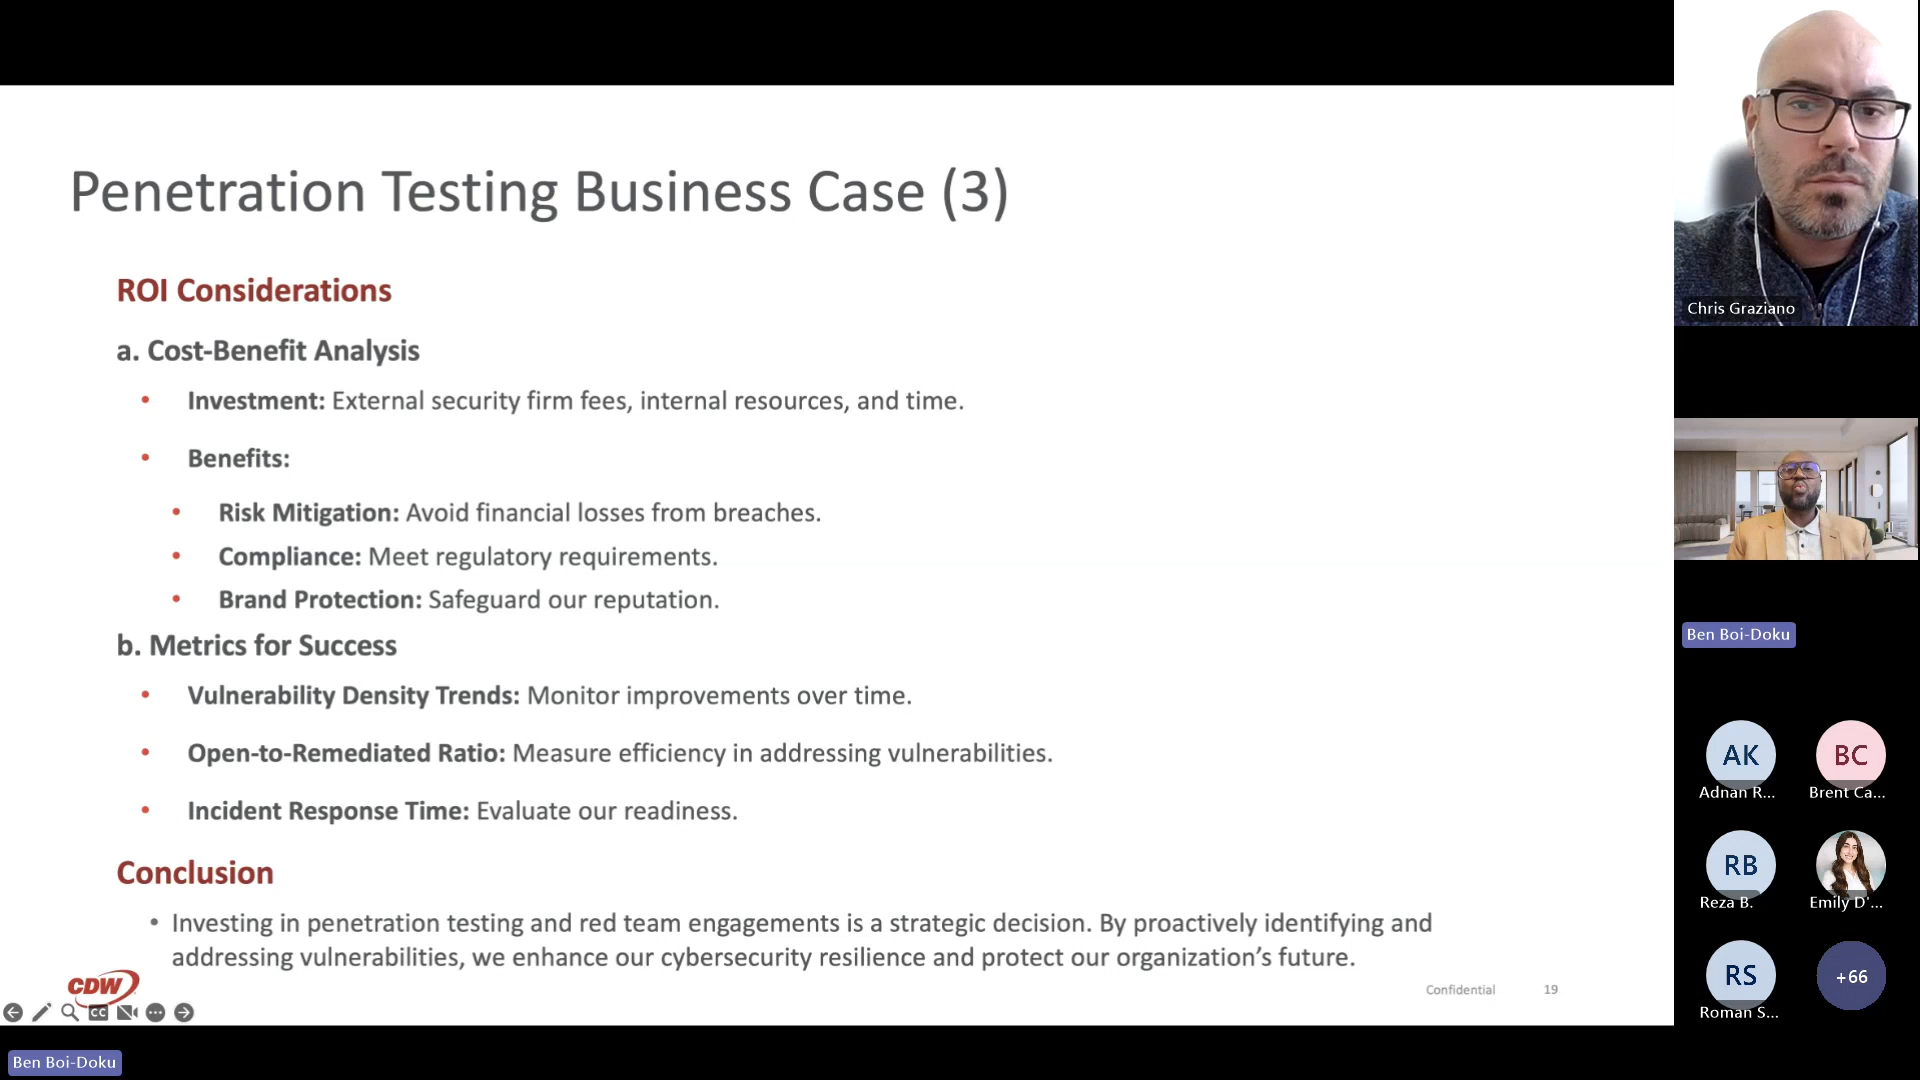 Penetration Testing Business Case (3)
ROI Considerations
a. Cost-Benefit Analysis
• Investment: External security firm fees, internal resources, and time.
• Benefits:
• Risk Mitigation: Avoid financial losses from breaches.
• Compliance: Meet regulatory requirements.
• Brand Protection: Safeguard our reputation.
b. Metrics for Success
• Vulnerability Density Trends: Monitor improvements over time.
• Open-to-Remediated Ratio: Measure efficiency in addressing vulnerabilities.
• Incident Response Time: Evaluate our readiness.
Conclusion
• Investing in penetration testing and red team engagements is a strategic decision. By proactively identifying and
addressing vulnerabilities, we enhance our cybersecurity resilience and protect our organization's future.
CDW
Confidential 19
CC
Ben Boi-Doku
Chris Graziano
Ben Boi-Doku
AK BC
Adnan R... Brent Ca...
RB
Reza B. Emily D'...
RS +66
Roman S...